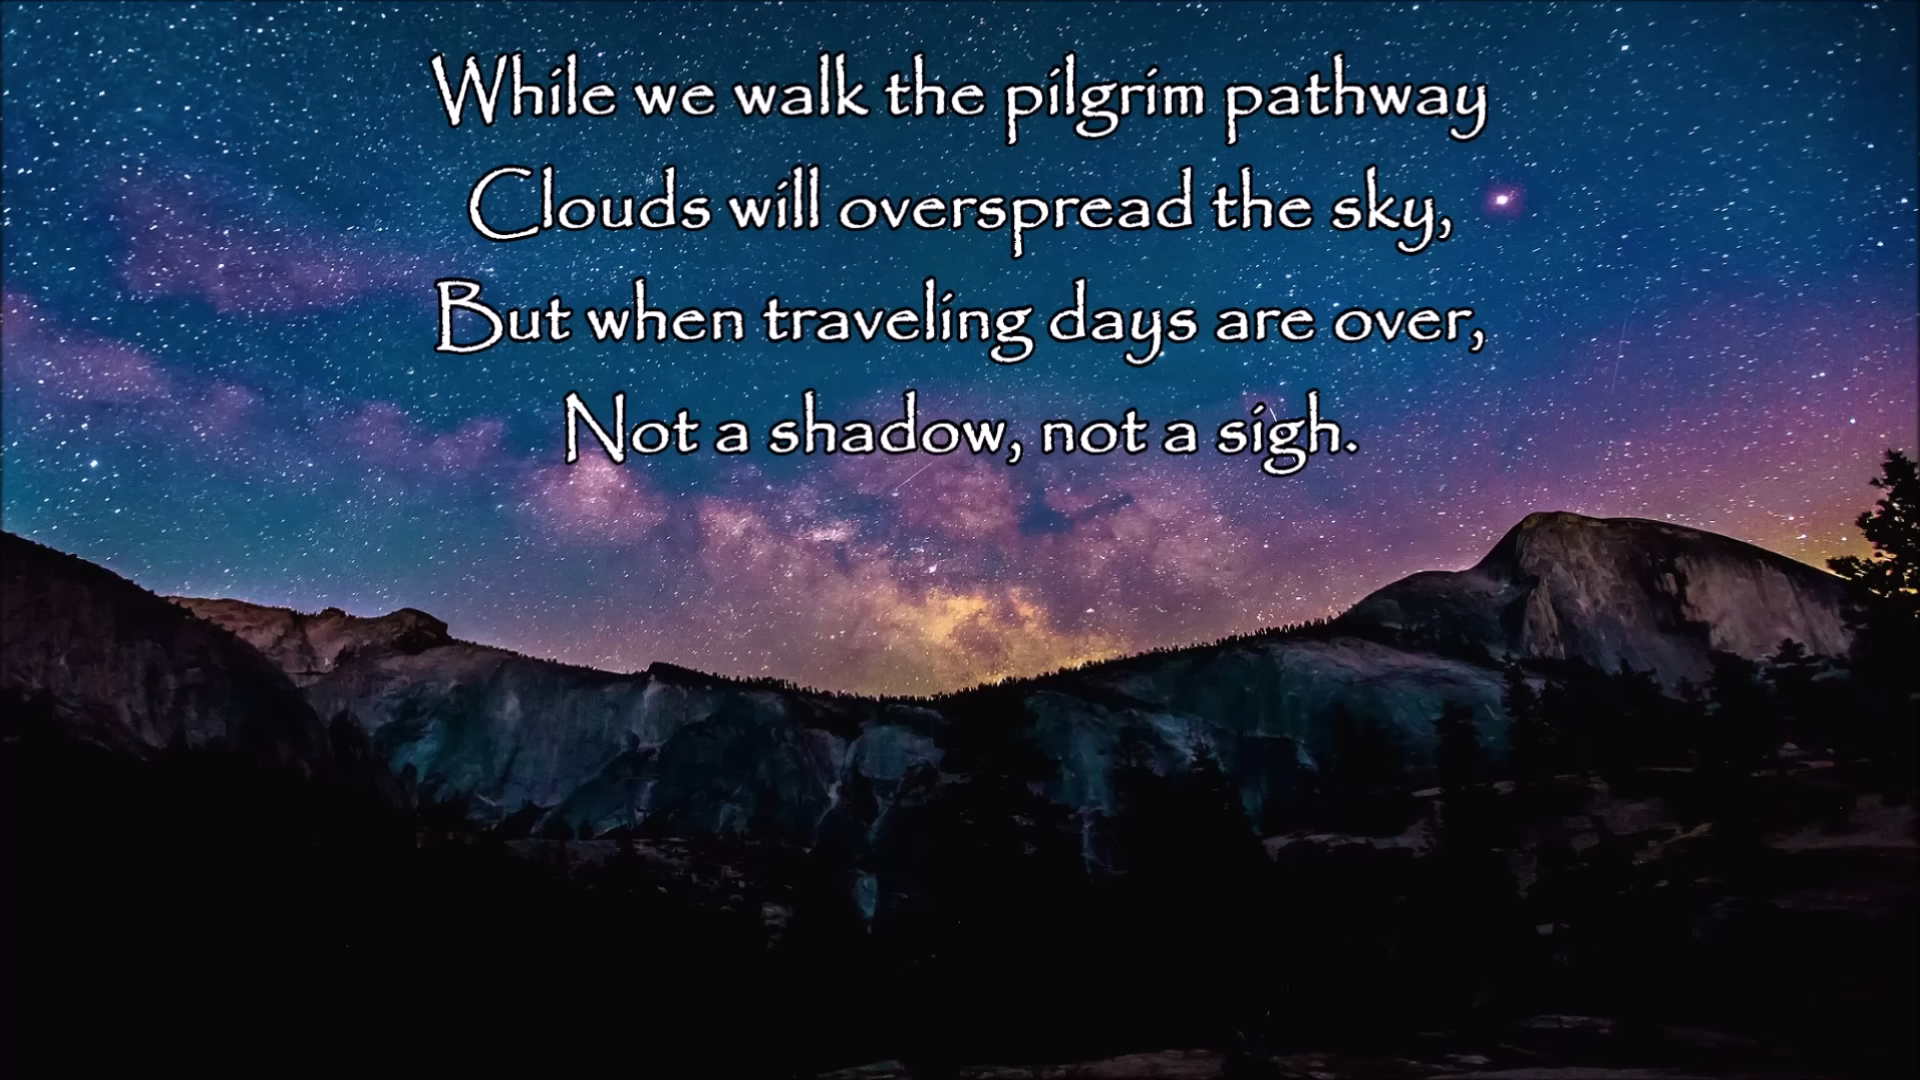 While we walk the pilgrim pathway
Clouds will overspread the sky,
But when traveling days are over,
Not a shadow, not a sigh.